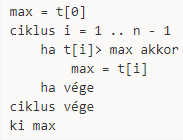 max = t[0]
ciklus i = 1 .. n - 1
    ha t[i]> max akkor
        max = t[i]
    ha vége
ciklus vége
ki max